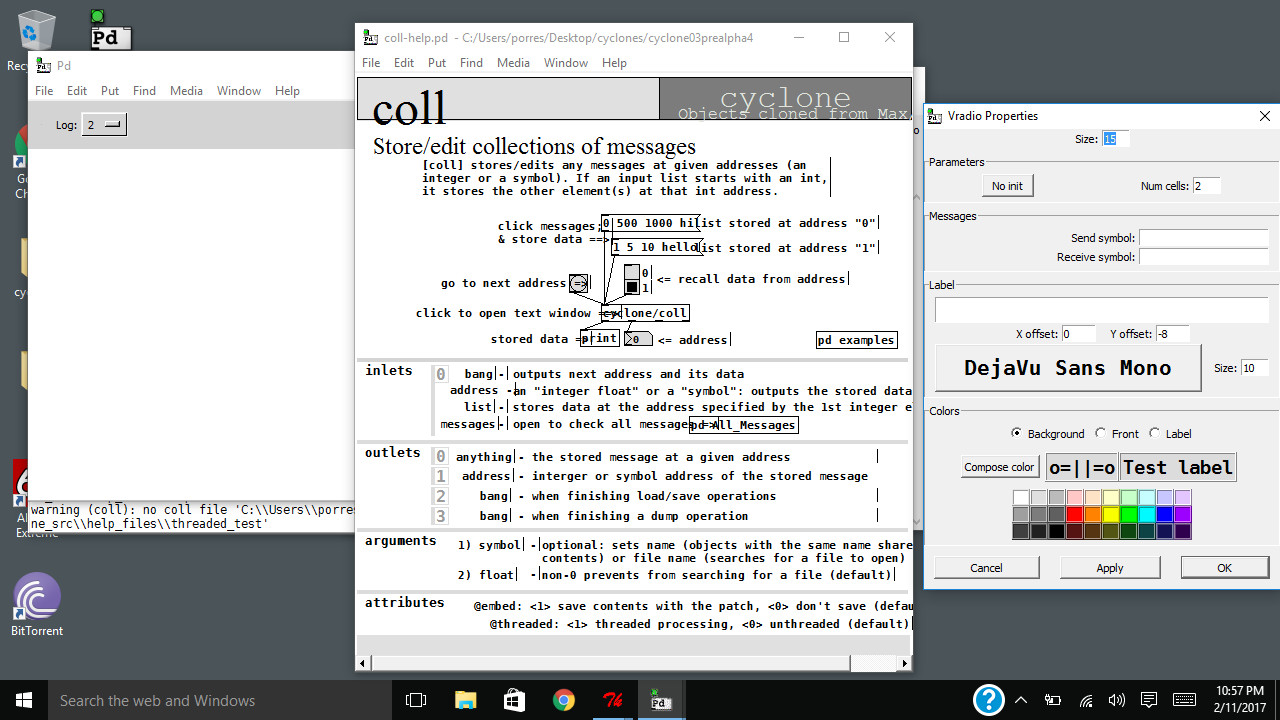 Pd
Pd
File Edit Put Find Media Window Help
Log: 2
warning (coll): no coll file 'C:\\Users\\porres
ne_src\\help_files\\threaded_test'
BitTorrent
coll-help.pd - C:/Users/porres/Desktop/cyclones/cyclone03prealpha4
File Edit Put Find Media Window Help
coll
cyclone
Objects cloned from Max
Store/edit collections of messages
[coll] stores/edits any messages at given addresses (an
integer or a symbol). If an input list starts with an int,
it stores the other element(s) at that int address.
click messages;
& store data ==>
0 500 1000 hi
list stored at address "0"
1 5 10 hello
list stored at address "1"
go to next address =>
0
1
<= recall data from address
click to open text window ==>
cyclone/coll
stored data =>
print
0
<= address
pd examples
inlets
0 bang - outputs next address and its data
address - an "integer float" or a "symbol": outputs the stored data
list - stores data at the address specified by the 1st integer e
messages - open to check all messages =>
pd All_Messages
outlets
0 anything - the stored message at a given address
1 address - interger or symbol address of the stored message
2 bang - when finishing load/save operations
3 bang - when finishing a dump operation
arguments
1) symbol - optional: sets name (objects with the same name share
contents) or file name (searches for a file to open)
2) float - non-0 prevents from searching for a file (default)
attributes
@embed: <1> save contents with the patch, <0> don't save (defau
@threaded: <1> threaded processing, <0> unthreaded (default)
Vradio Properties
Size: 15
Parameters
No init
Num cells: 2
Messages
Send symbol:
Receive symbol:
Label
X offset: 0 Y offset: -8
DejaVu Sans Mono
Size: 10
Colors
Background Front Label
Compose color
o=||=o Test label
Cancel Apply OK
Search the web and Windows
10:57 PM
2/11/2017